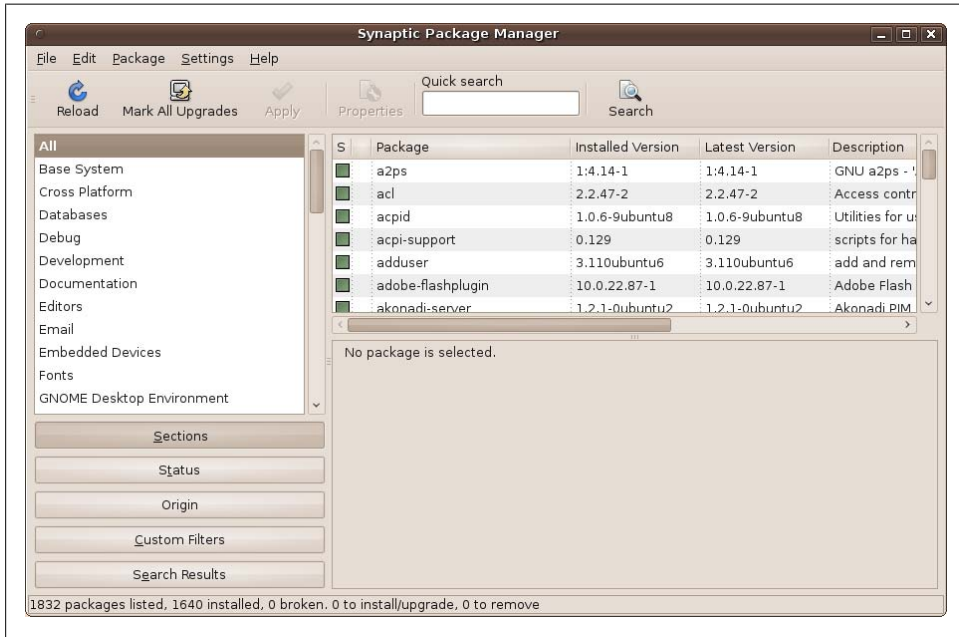 Synaptic Package Manager
File Edit Package Settings Help
Reload Mark All Upgrades Apply Properties Quick search Search
All
Base System
Cross Platform
Databases
Debug
Development
Documentation
Editors
Email
Embedded Devices
Fonts
GNOME Desktop Environment
Sections
Status
Origin
Custom Filters
Search Results
S Package Installed Version Latest Version Description
a2ps 1:4.14-1 1:4.14-1 GNU a2ps - '
acl 2.2.47-2 2.2.47-2 Access contr
acpid 1.0.6-9ubuntu8 1.0.6-9ubuntu8 Utilities for u
acpi-support 0.129 0.129 scripts for ha
adduser 3.110ubuntu6 3.110ubuntu6 add and rem
adobe-flashplugin 10.0.22.87-1 10.0.22.87-1 Adobe Flash
akonadi-server 1.2.1-0ubuntu2 1.2.1-0ubuntu2 Akonadi PIM
No package is selected.
1832 packages listed, 1640 installed, 0 broken. 0 to install/upgrade, 0 to remove